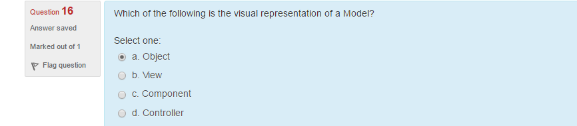 Question 16
Answer saved
Marked out of 1
Flag question
Which of the following is the visual representation of a Model?
Select one:
a. Object
b. View
c. Component
d. Controller